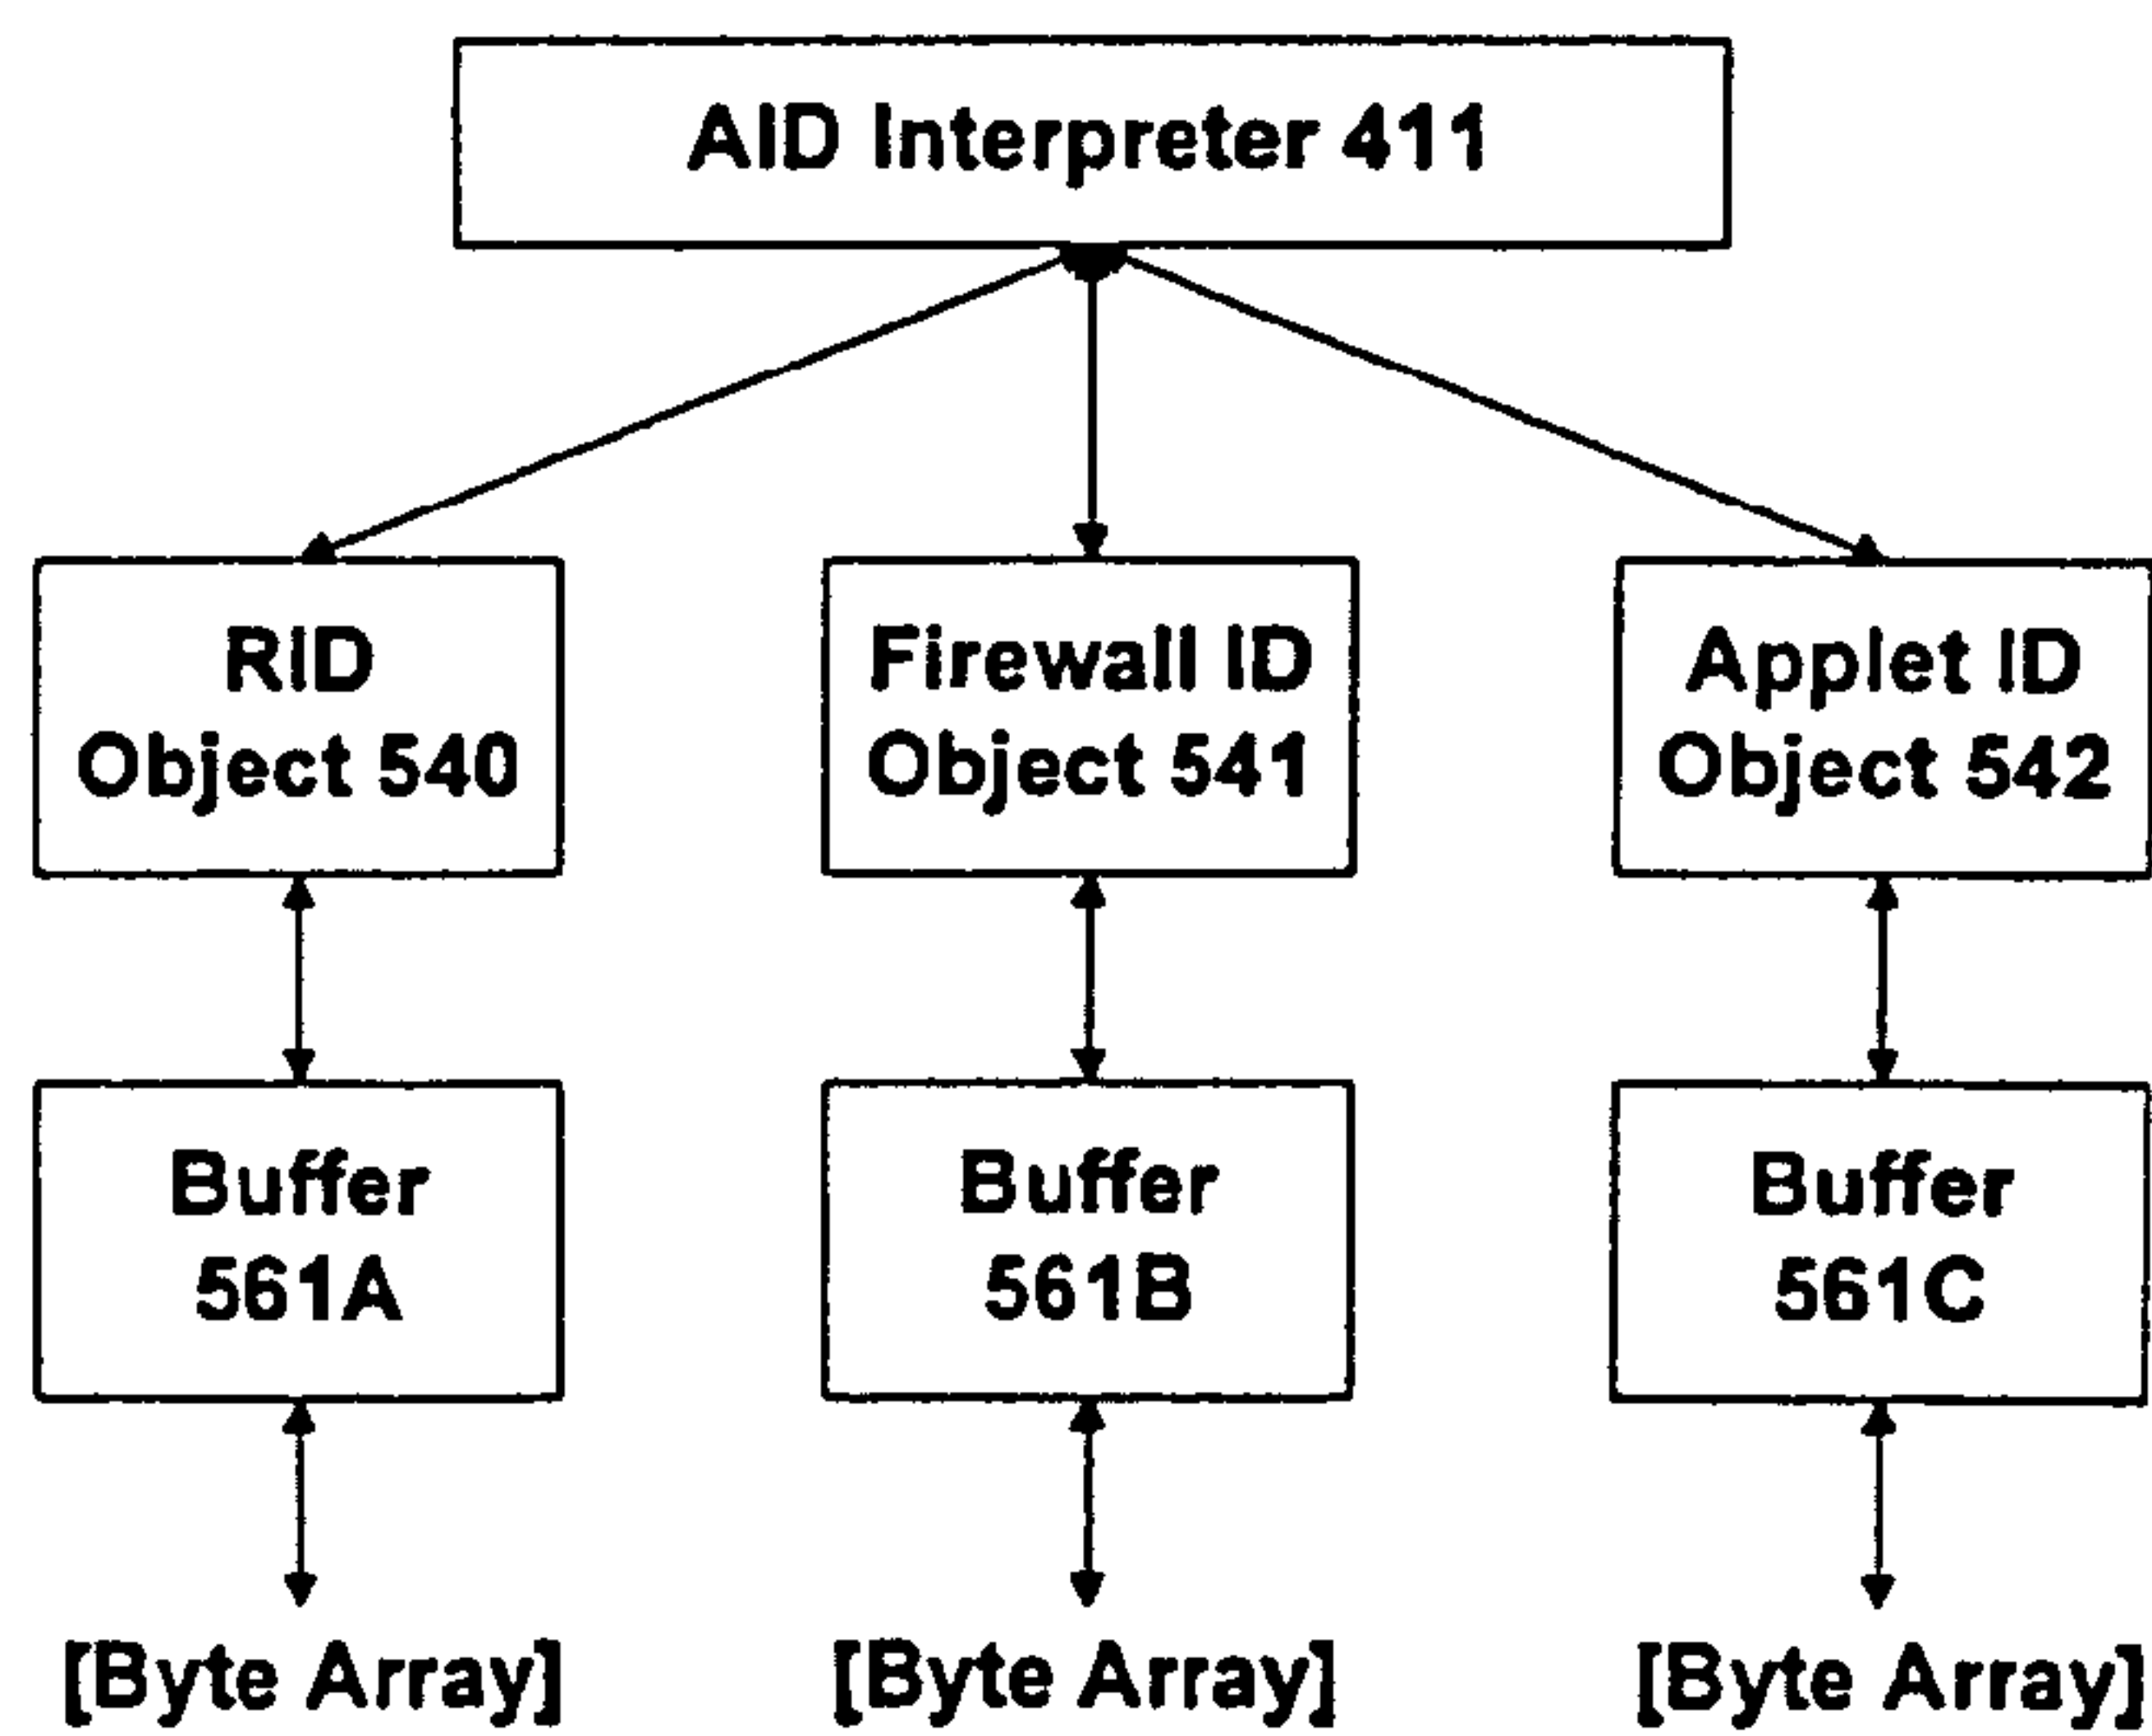 AID Interpreter 411
RID
Object 540
Firewall ID
Object 541
Applet ID
Object 542
Buffer
561A
Buffer
561B
Buffer
561C
[Byte Array]
[Byte Array]
[Byte Array]